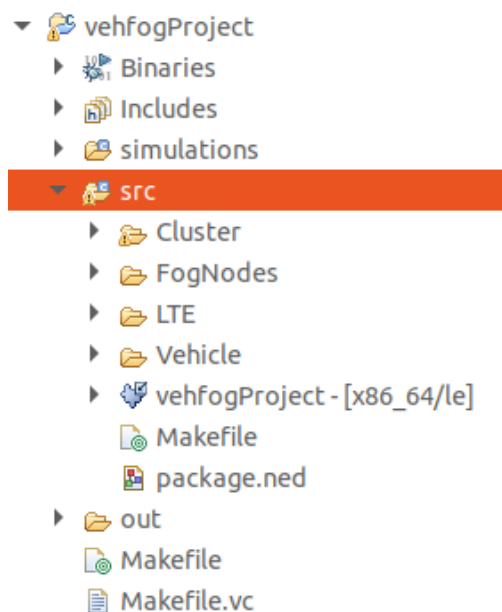 vehfogProject
Binaries
Includes
simulations
src
Cluster
FogNodes
LTE
Vehicle
vehfogProject - [x86_64/le]
Makefile
package.ned
out
Makefile
Makefile.vc